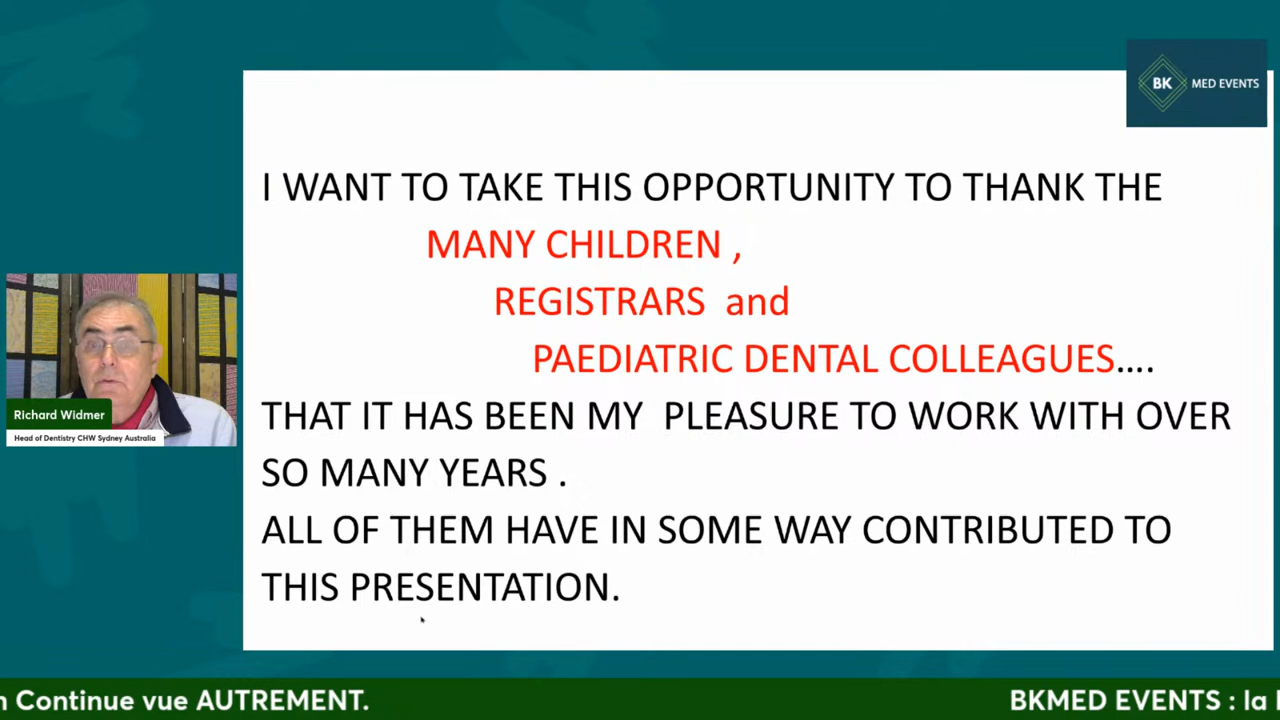 BK MED EVENTS
I WANT TO TAKE THIS OPPORTUNITY TO THANK THE
MANY CHILDREN ,
REGISTRARS and
PAEDIATRIC DENTAL COLLEAGUES....
THAT IT HAS BEEN MY PLEASURE TO WORK WITH OVER
SO MANY YEARS .
ALL OF THEM HAVE IN SOME WAY CONTRIBUTED TO
THIS PRESENTATION.
Richard Widmer
Head of Dentistry CHW Sydney Australia
n Continue vue AUTREMENT. BKMED EVENTS : la